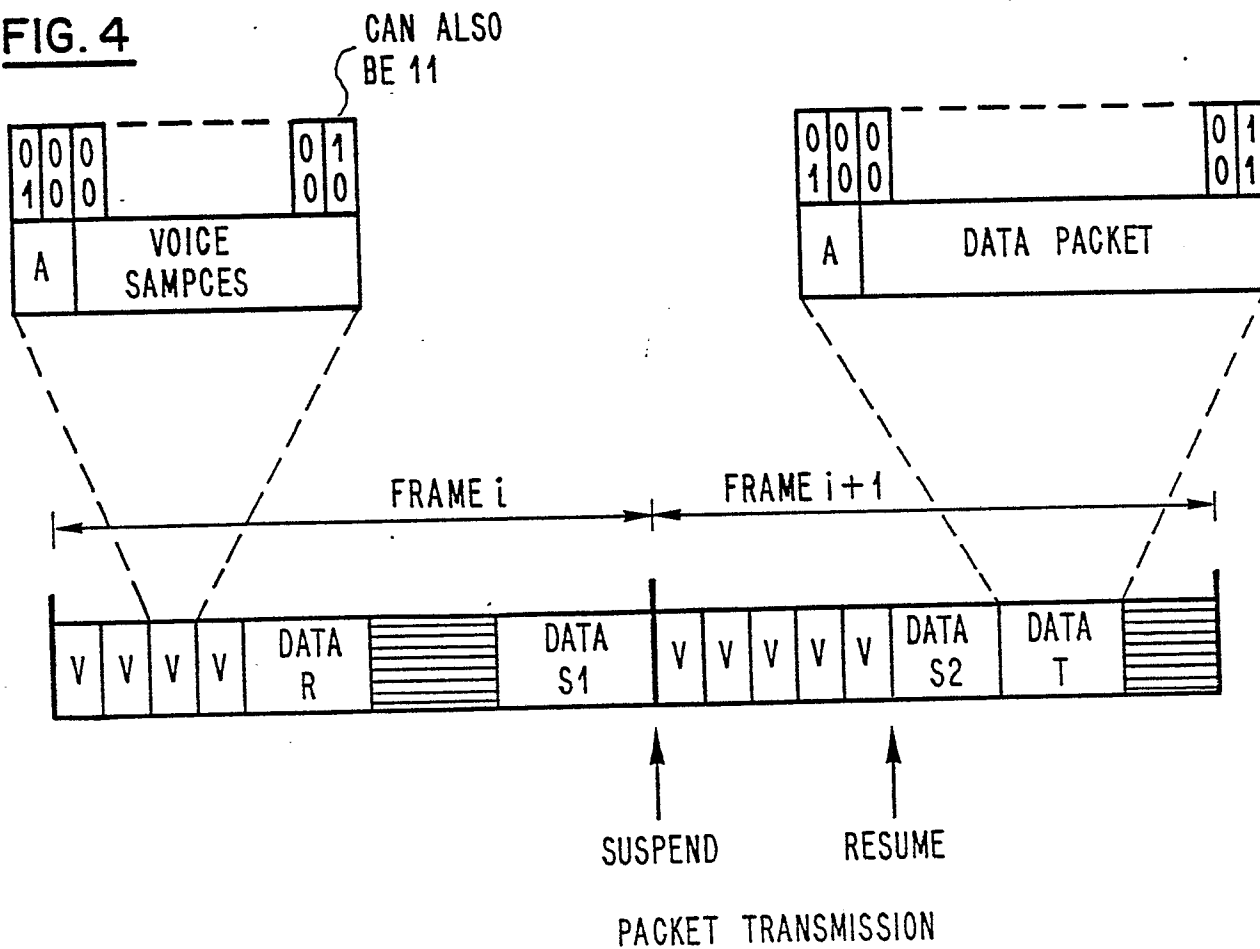 FIG. 4
CAN ALSO
BE 11
0 0 0 0 1
1 0 0 0 0
0 0 0 0 1
1 0 0 0 1
A
VOICE
SAMPCES
A
DATA PACKET
FRAME i
FRAME i+1
V V V V DATA R DATA S1 V V V V V DATA S2 DATA T
SUSPEND
RESUME
PACKET TRANSMISSION